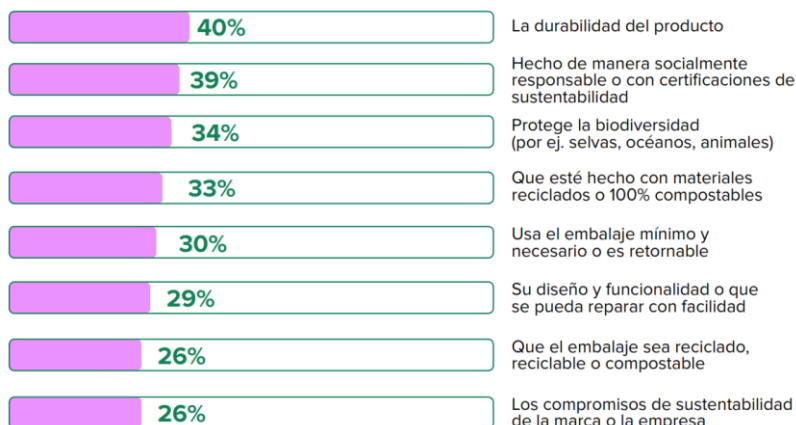 40%
La durabilidad del producto
39%
Hecho de manera socialmente
responsable o con certificaciones de
sustentabilidad
34%
Protege la biodiversidad
(por ej. selvas, océanos, animales)
33%
Que esté hecho con materiales
reciclados o 100% compostables
30%
Usa el embalaje mínimo y
necesario o es retornable
29%
Su diseño y funcionalidad o que
se pueda reparar con facilidad
26%
Que el embalaje sea reciclado,
reciclable o compostable
26%
Los compromisos de sustentabilidad
de la marca o la empresa